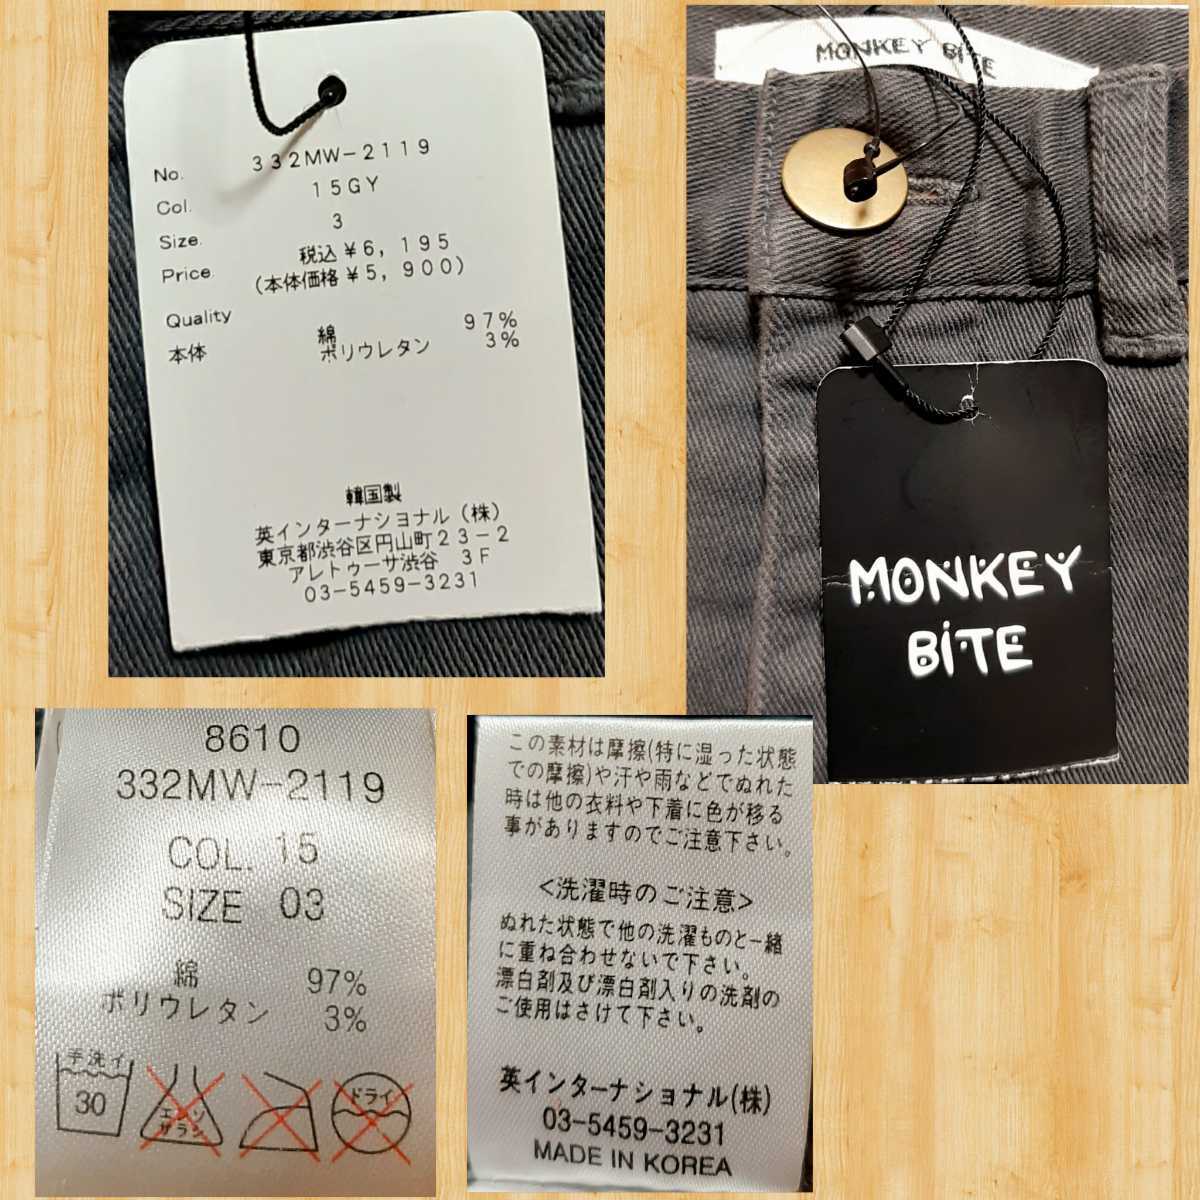 No. 332MW-2119
Col. 15GY
Size. 3
Price. 税込 ¥6,195
(本体価格 ¥5,900)
Quality
本体 綿 97%
ポリウレタン 3%
韓国製
英インターナショナル (株)
東京都渋谷区円山町23-2
アレトゥーサ渋谷 3F
03-5459-3231
MONKEY BITE
MONKEY
BiTE
8610
332MW-2119
COL. 15
SIZE 03
綿 97%
ポリウレタン 3%
手洗イ
30
エンソ
サラシ
ドライ
この素材は摩擦(特に湿った状態
での摩擦)や汗や雨などでぬれた
時は他の衣料や下着に色が移る
事がありますのでご注意下さい。
<洗濯時のご注意>
ぬれた状態で他の洗濯ものと一緒
に重ね合わせないで下さい。
漂白剤及び漂白剤入りの洗剤の
ご使用はさけて下さい。
英インターナショナル(株)
03-5459-3231
MADE IN KOREA